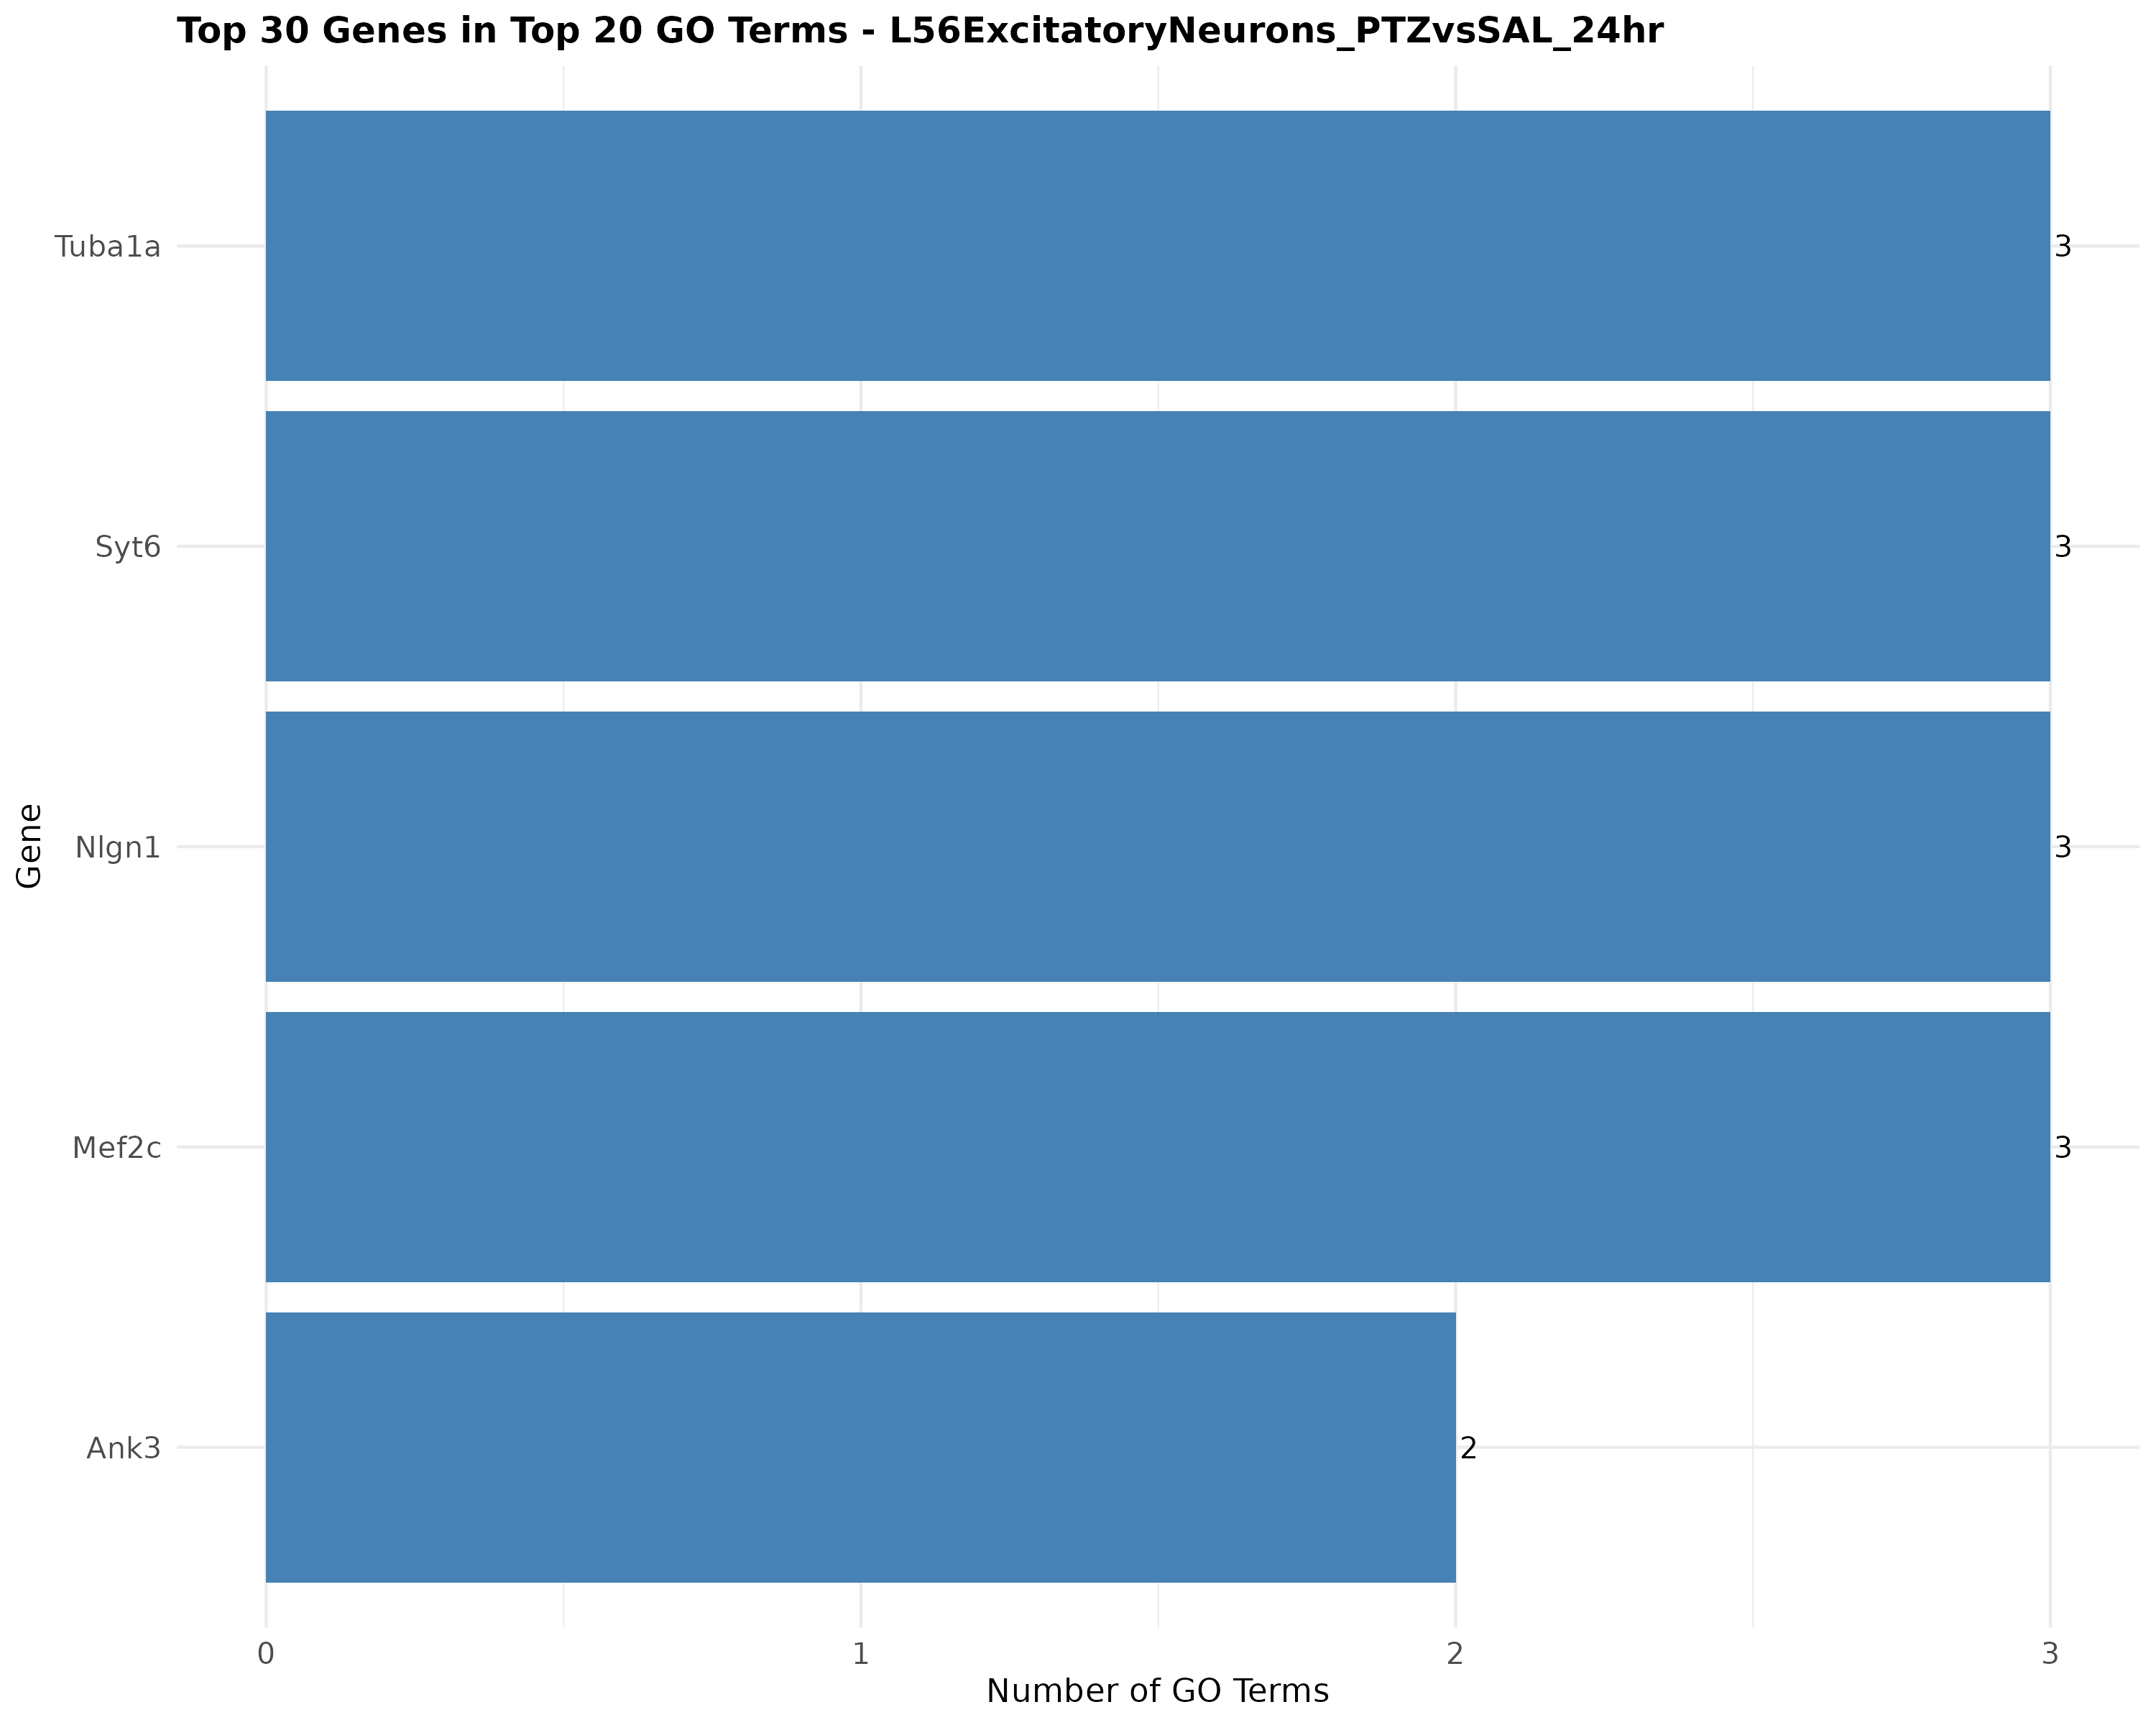 Top 30 Genes in Top 20 GO Terms - L56ExcitatoryNeurons_PTZvsSAL_24hr
Gene
Tuba1a
3
Syt6
3
Nlgn1
3
Mef2c
3
Ank3
2
0 1 2 3
Number of GO Terms